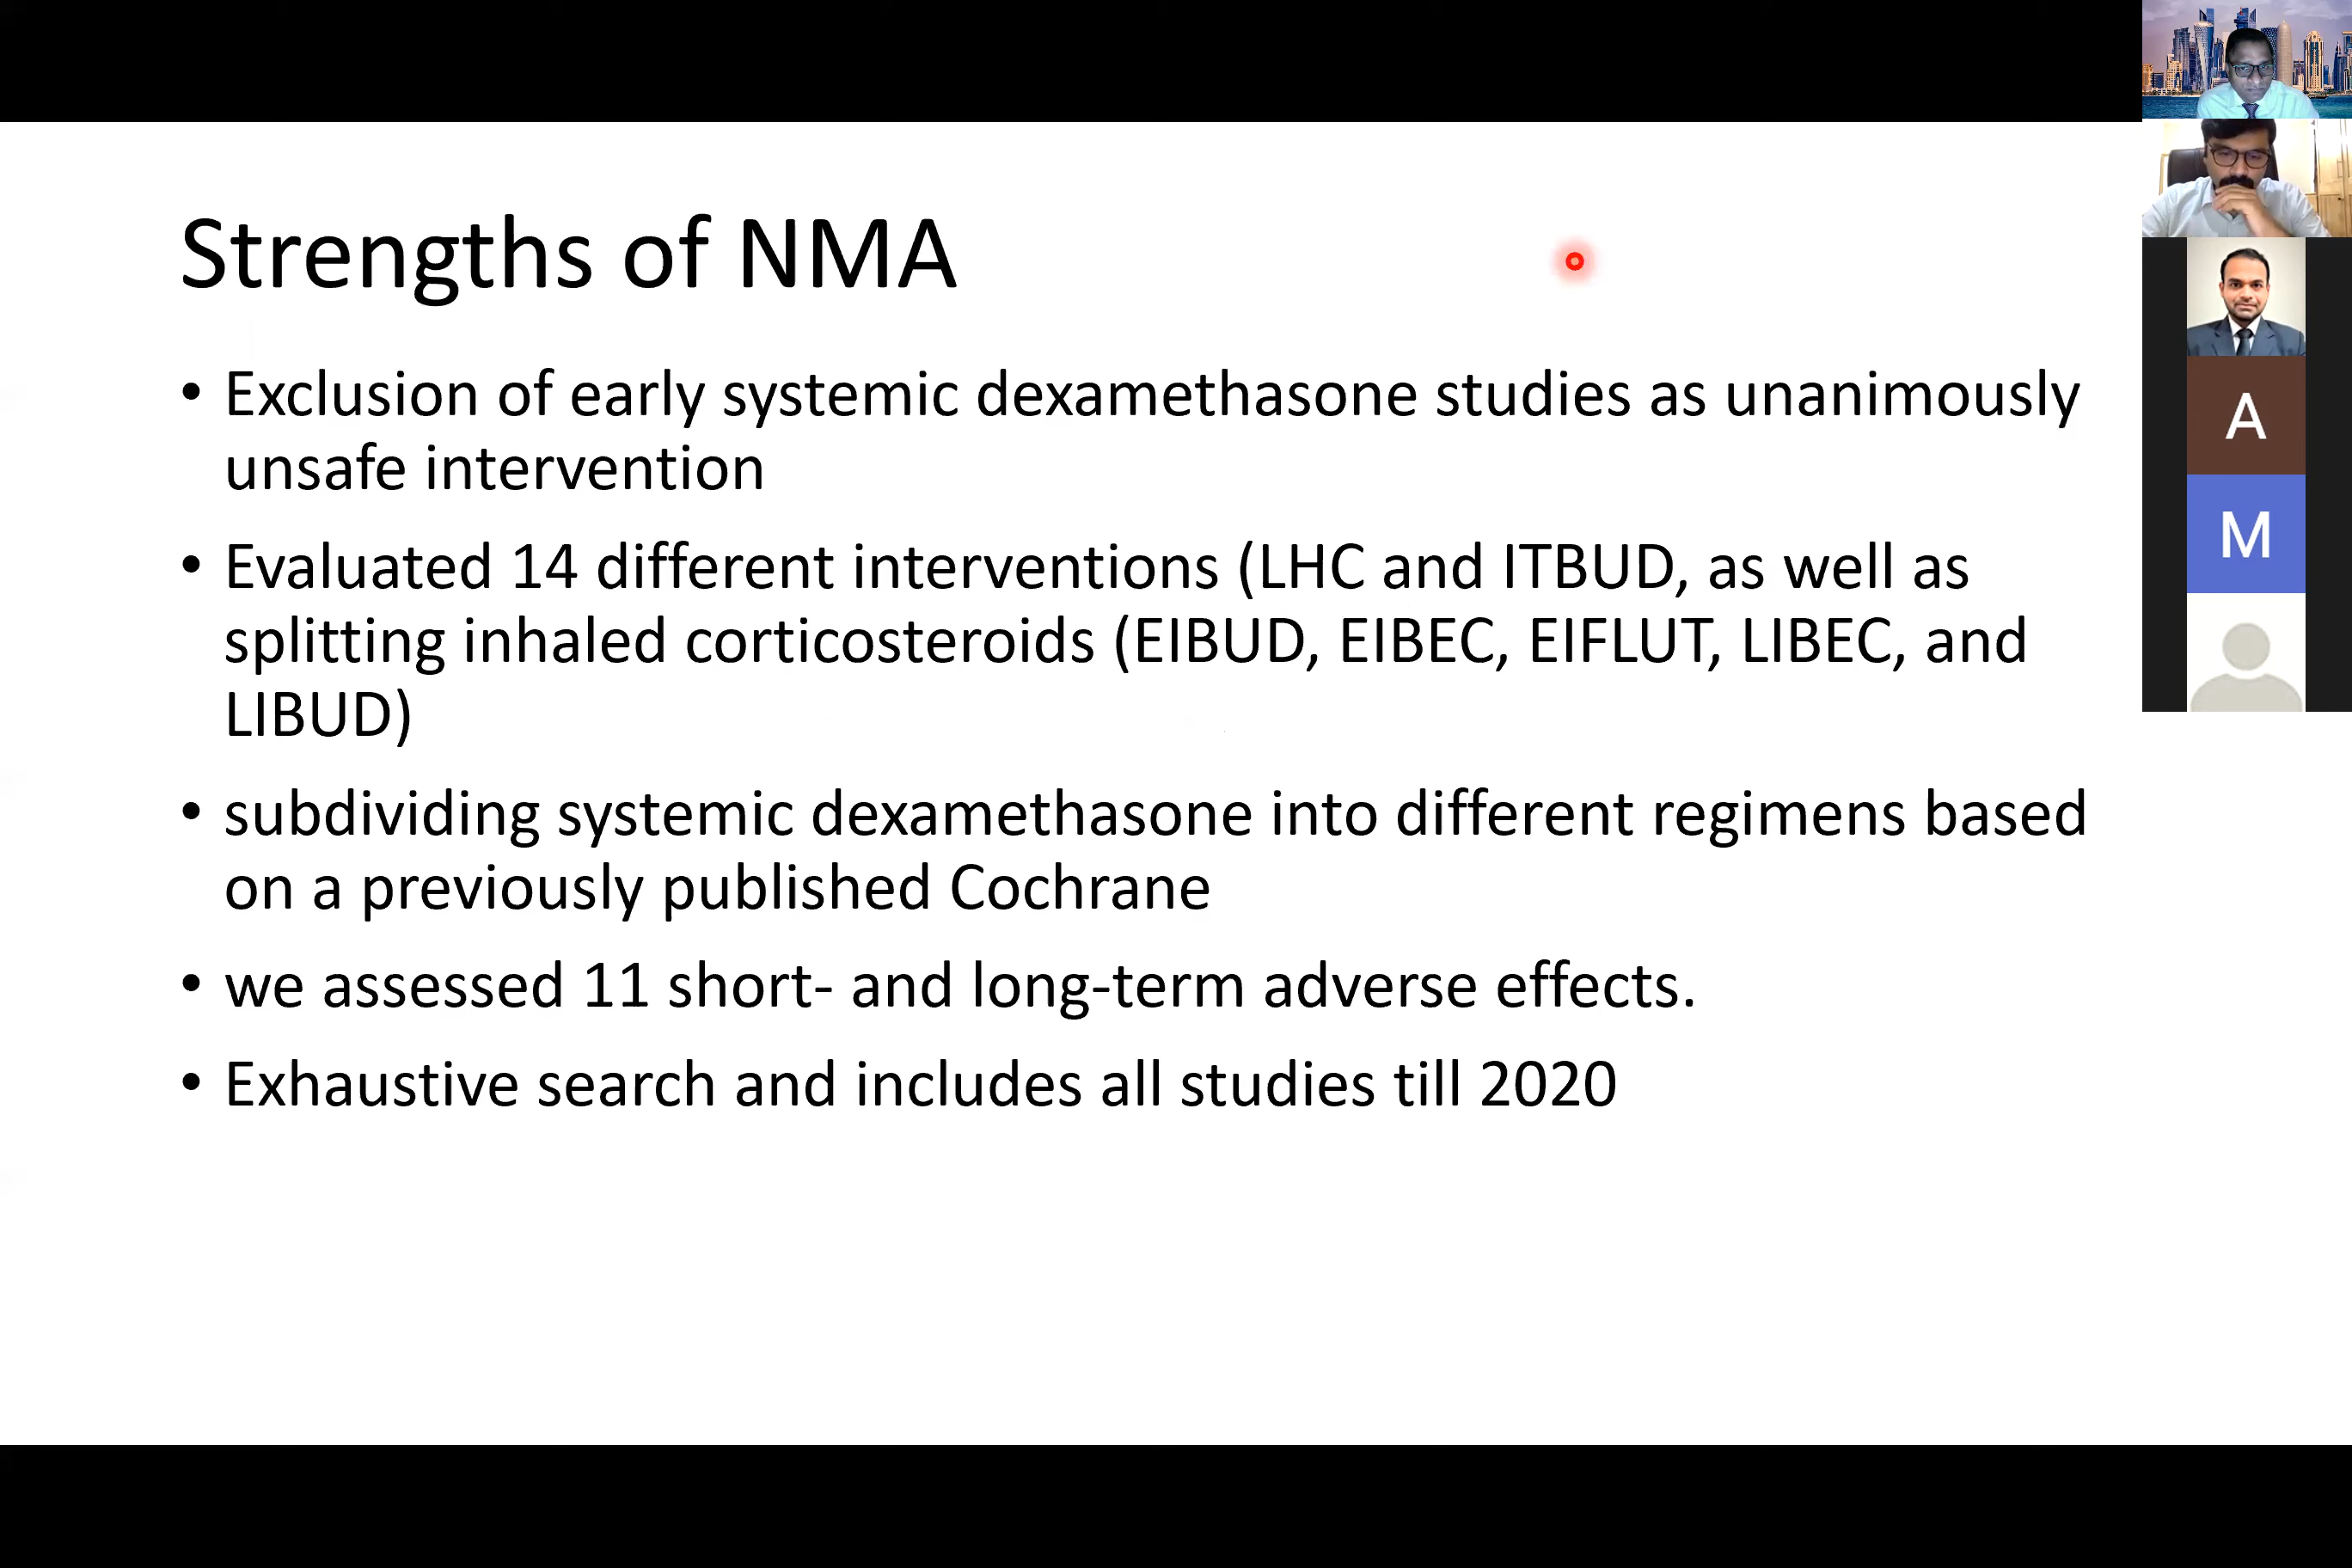 Strengths of NMA
• Exclusion of early systemic dexamethasone studies as unanimously
unsafe intervention
• Evaluated 14 different interventions (LHC and ITBUD, as well as
splitting inhaled corticosteroids (EIBUD, EIBEC, EIFLUT, LIBEC, and
LIBUD)
• subdividing systemic dexamethasone into different regimens based
on a previously published Cochrane
• we assessed 11 short- and long-term adverse effects.
• Exhaustive search and includes all studies till 2020
A
M